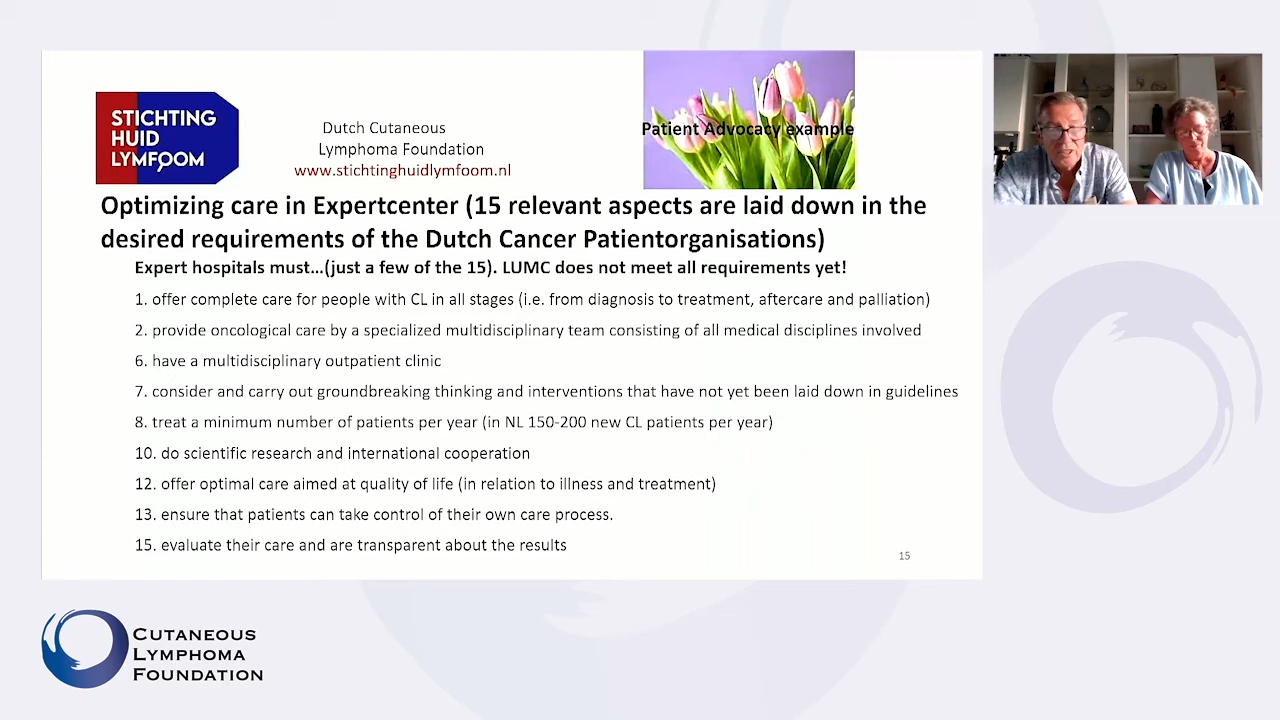 STICHTING
HUID
LYMFOOM
Dutch Cutaneous
Lymphoma Foundation
www.stichtinghuidlymfoom.nl
Patient Advocacy example
Optimizing care in Expertcenter (15 relevant aspects are laid down in the
desired requirements of the Dutch Cancer Patientorganisations)
Expert hospitals must...(just a few of the 15). LUMC does not meet all requirements yet!
1. offer complete care for people with CL in all stages (i.e. from diagnosis to treatment, aftercare and palliation)
2. provide oncological care by a specialized multidisciplinary team consisting of all medical disciplines involved
6. have a multidisciplinary outpatient clinic
7. consider and carry out groundbreaking thinking and interventions that have not yet been laid down in guidelines
8. treat a minimum number of patients per year (in NL 150-200 new CL patients per year)
10. do scientific research and international cooperation
12. offer optimal care aimed at quality of life (in relation to illness and treatment)
13. ensure that patients can take control of their own care process.
15. evaluate their care and are transparent about the results
15
CUTANEOUS
LYMPHOMA
FOUNDATION